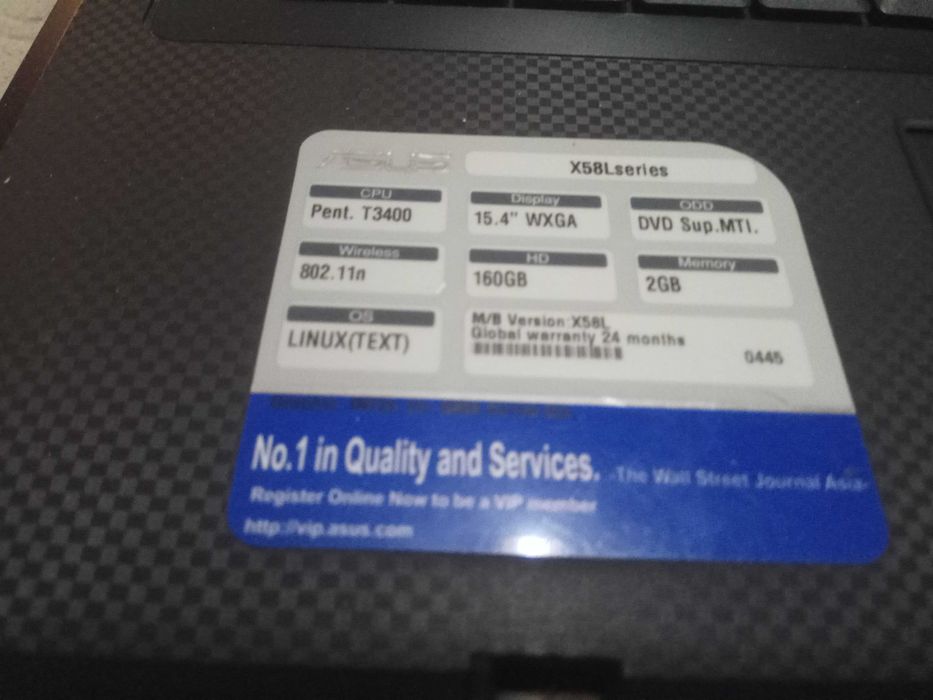 ASUS
X58Lseries
CPU
Pent. T3400
Display
15.4" WXGA
ODD
DVD Sup.MTI.
Wireless
802.11n
HD
160GB
Memory
2GB
OS
LINUX(TEXT)
M/B Version:X58L
Global warranty 24 months
0445
No.1 in Quality and Services. -The Wall Street Journal Asia-
Register Online Now to be a VIP member
http://vip.asus.com